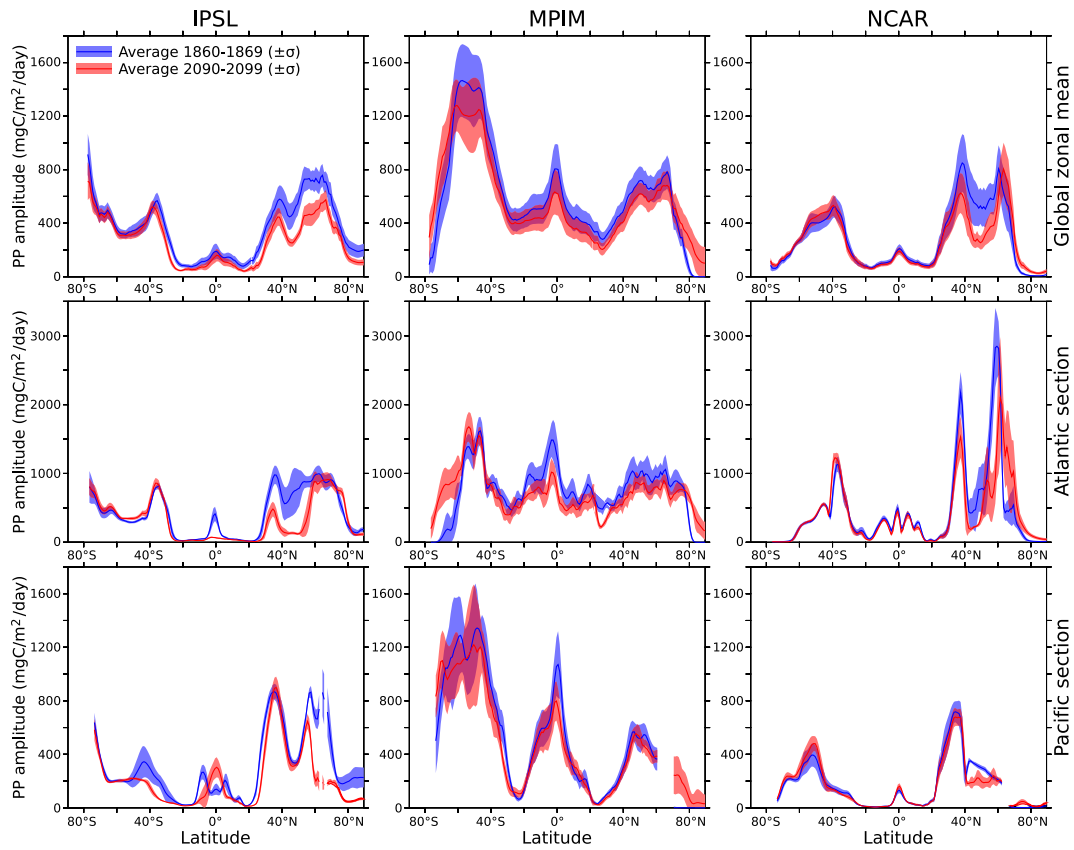 IPSL
MPIM
NCAR
Average 1860-1869 (±σ)
Average 2090-2099 (±σ)
PP amplitude (mgC/m²/day)
1600
1200
800
400
0
1600
1200
800
400
0
1600
1200
800
400
0
Global zonal mean
80°S 40°S 0° 40°N 80°N
80°S 40°S 0° 40°N 80°N
80°S 40°S 0° 40°N 80°N
PP amplitude (mgC/m²/day)
3000
2000
1000
0
3000
2000
1000
0
3000
2000
1000
0
Atlantic section
80°S 40°S 0° 40°N 80°N
80°S 40°S 0° 40°N 80°N
80°S 40°S 0° 40°N 80°N
PP amplitude (mgC/m²/day)
1600
1200
800
400
0
1600
1200
800
400
0
1600
1200
800
400
0
Pacific section
80°S 40°S 0° 40°N 80°N
80°S 40°S 0° 40°N 80°N
80°S 40°S 0° 40°N 80°N
Latitude
Latitude
Latitude